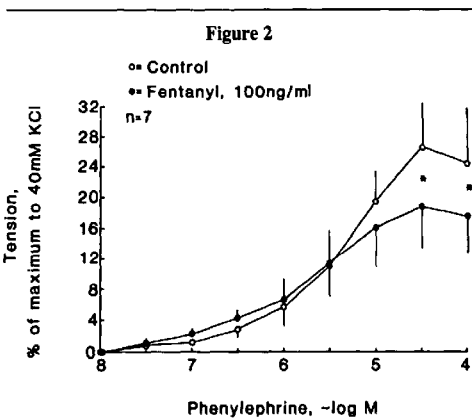 Figure 2
o= Control
●= Fentanyl, 100ng/ml
n=7
Tension,
% of maximum to 40mM KCl
32
28
24
20
16
12
8
4
0
8
7
6
5
4
*
*
Phenylephrine, ~log M